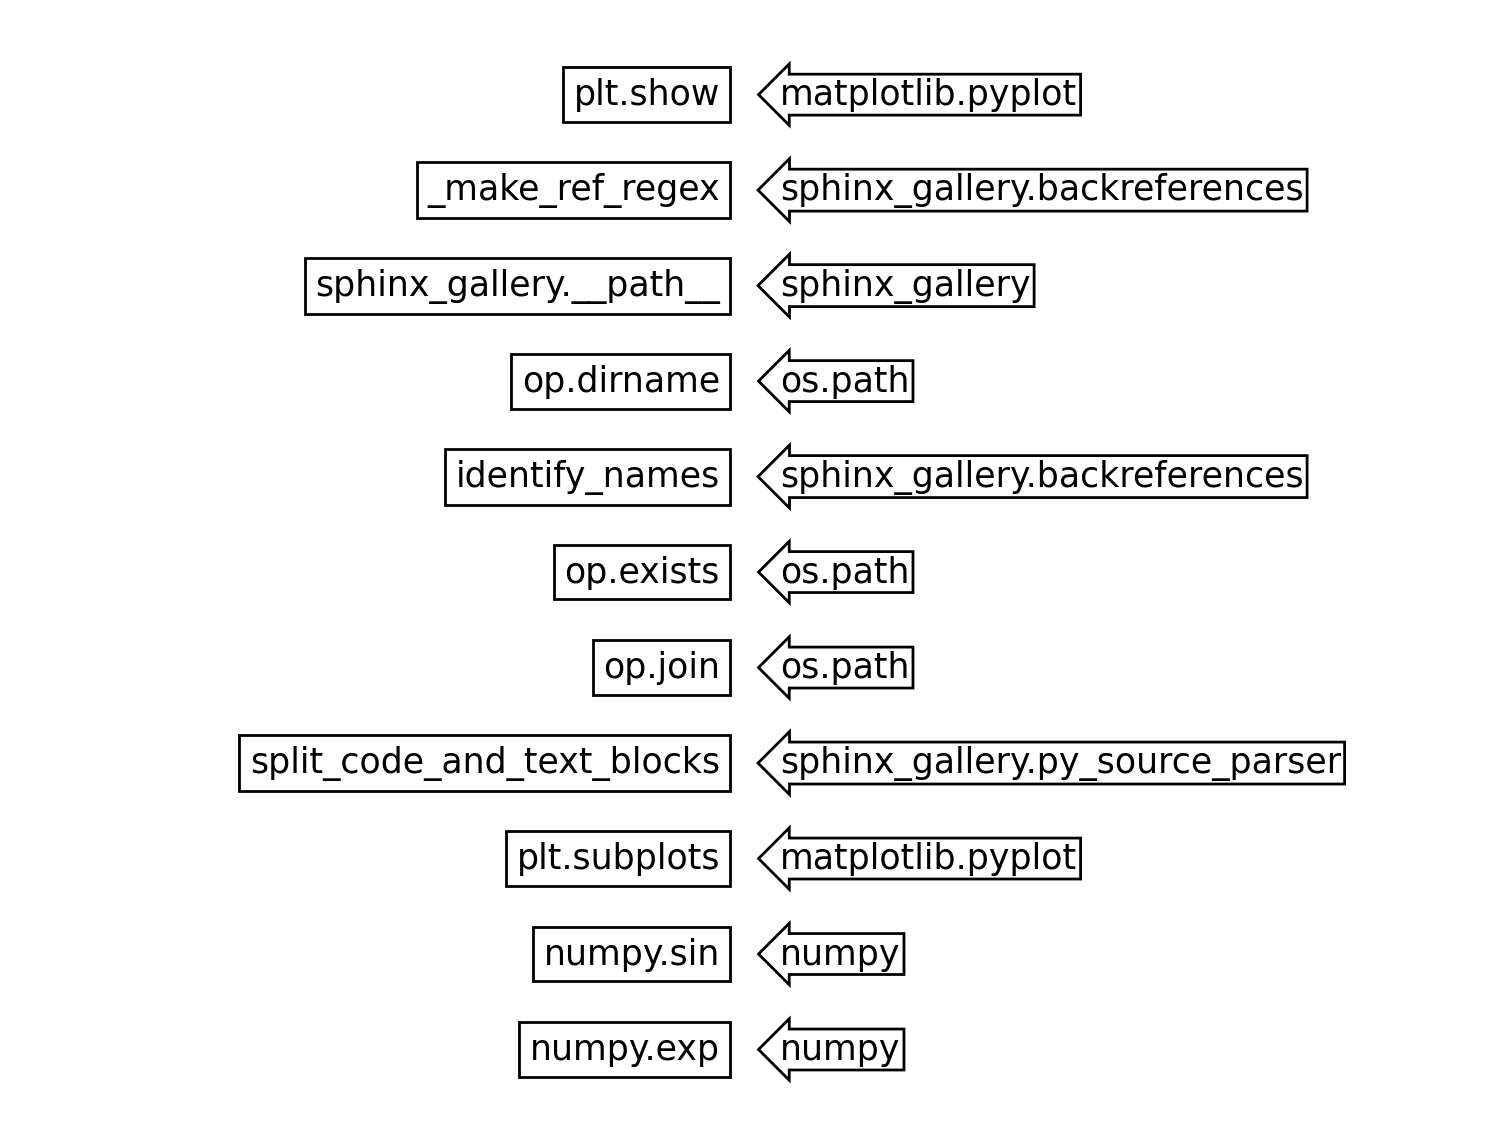 plt.show matplotlib.pyplot
_make_ref_regex sphinx_gallery.backreferences
sphinx_gallery.__path__ sphinx_gallery
op.dirname os.path
identify_names sphinx_gallery.backreferences
op.exists os.path
op.join os.path
split_code_and_text_blocks sphinx_gallery.py_source_parser
plt.subplots matplotlib.pyplot
numpy.sin numpy
numpy.exp numpy